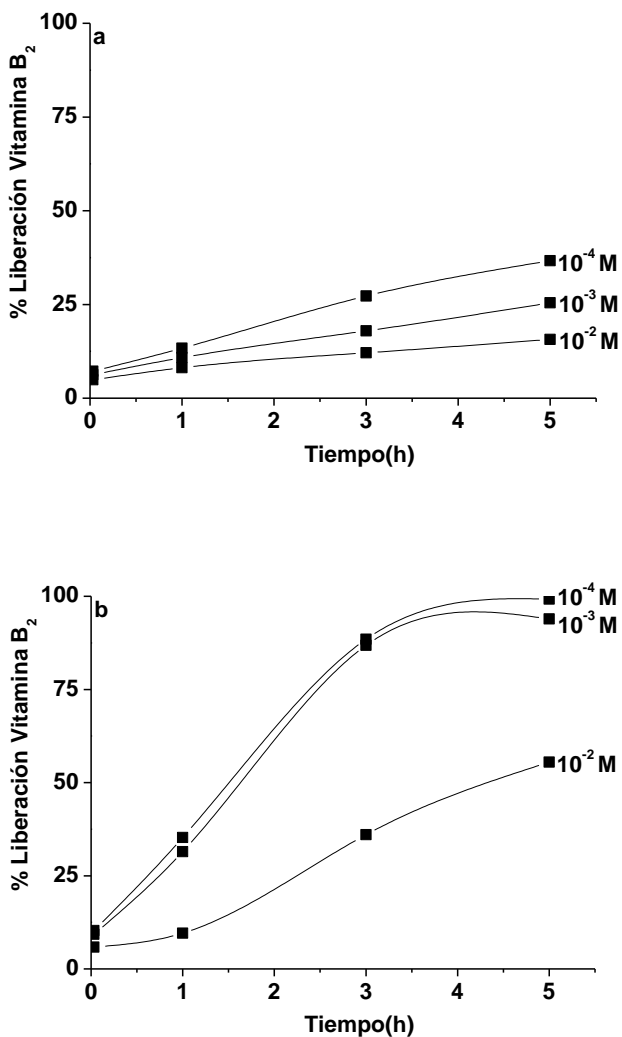 100
a
75
50
25
0
% Liberación Vitamina B₂
10⁻⁴ M
10⁻³ M
10⁻² M
0 1 2 3 4 5
Tiempo(h)
100
b
75
50
25
0
% Liberación Vitamina B₂
10⁻⁴ M
10⁻³ M
10⁻² M
0 1 2 3 4 5
Tiempo(h)